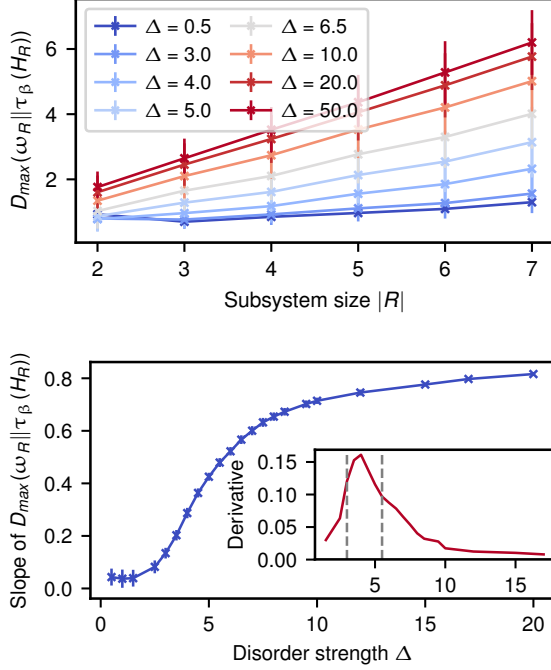 D_max(ω_R||τ_β(H_R))
6
4
2
Δ = 0.5
Δ = 3.0
Δ = 4.0
Δ = 5.0
Δ = 6.5
Δ = 10.0
Δ = 20.0
Δ = 50.0
2 3 4 5 6 7
Subsystem size |R|
Slope of D_max(ω_R||τ_β(H_R))
0.8
0.6
0.4
0.2
0.0
Derivative
0.15
0.10
0.05
0.00
5 10 15
0 5 10 15 20
Disorder strength Δ